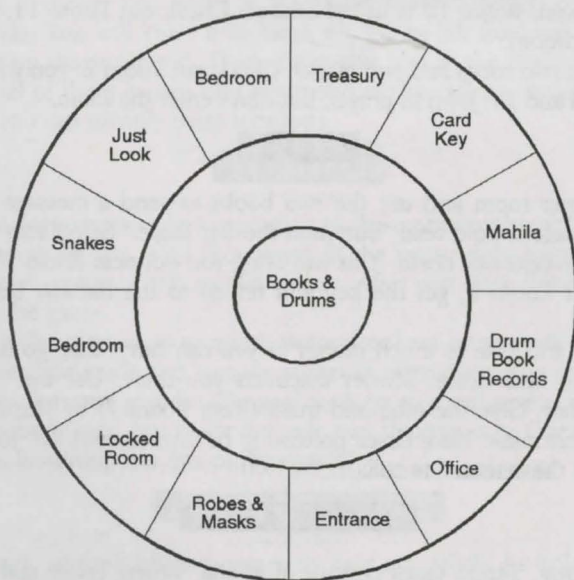 Bedroom
Treasury
Just
Look
Card
Key
Snakes
Mahila
Books &
Drums
Bedroom
Drum
Book
Records
Locked
Room
Office
Robes &
Masks
Entrance